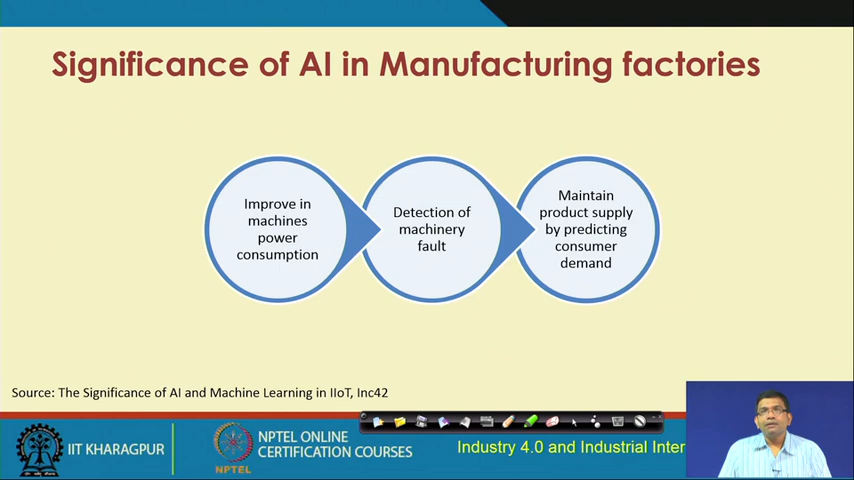 Significance of AI in Manufacturing factories
Improve in
machines
power
consumption
Detection of
machinery
fault
Maintain
product supply
by predicting
consumer
demand
Source: The Significance of AI and Machine Learning in IIoT, Inc42
IIT KHARAGPUR
NPTEL
NPTEL ONLINE
CERTIFICATION COURSES
Industry 4.0 and Industrial Inter